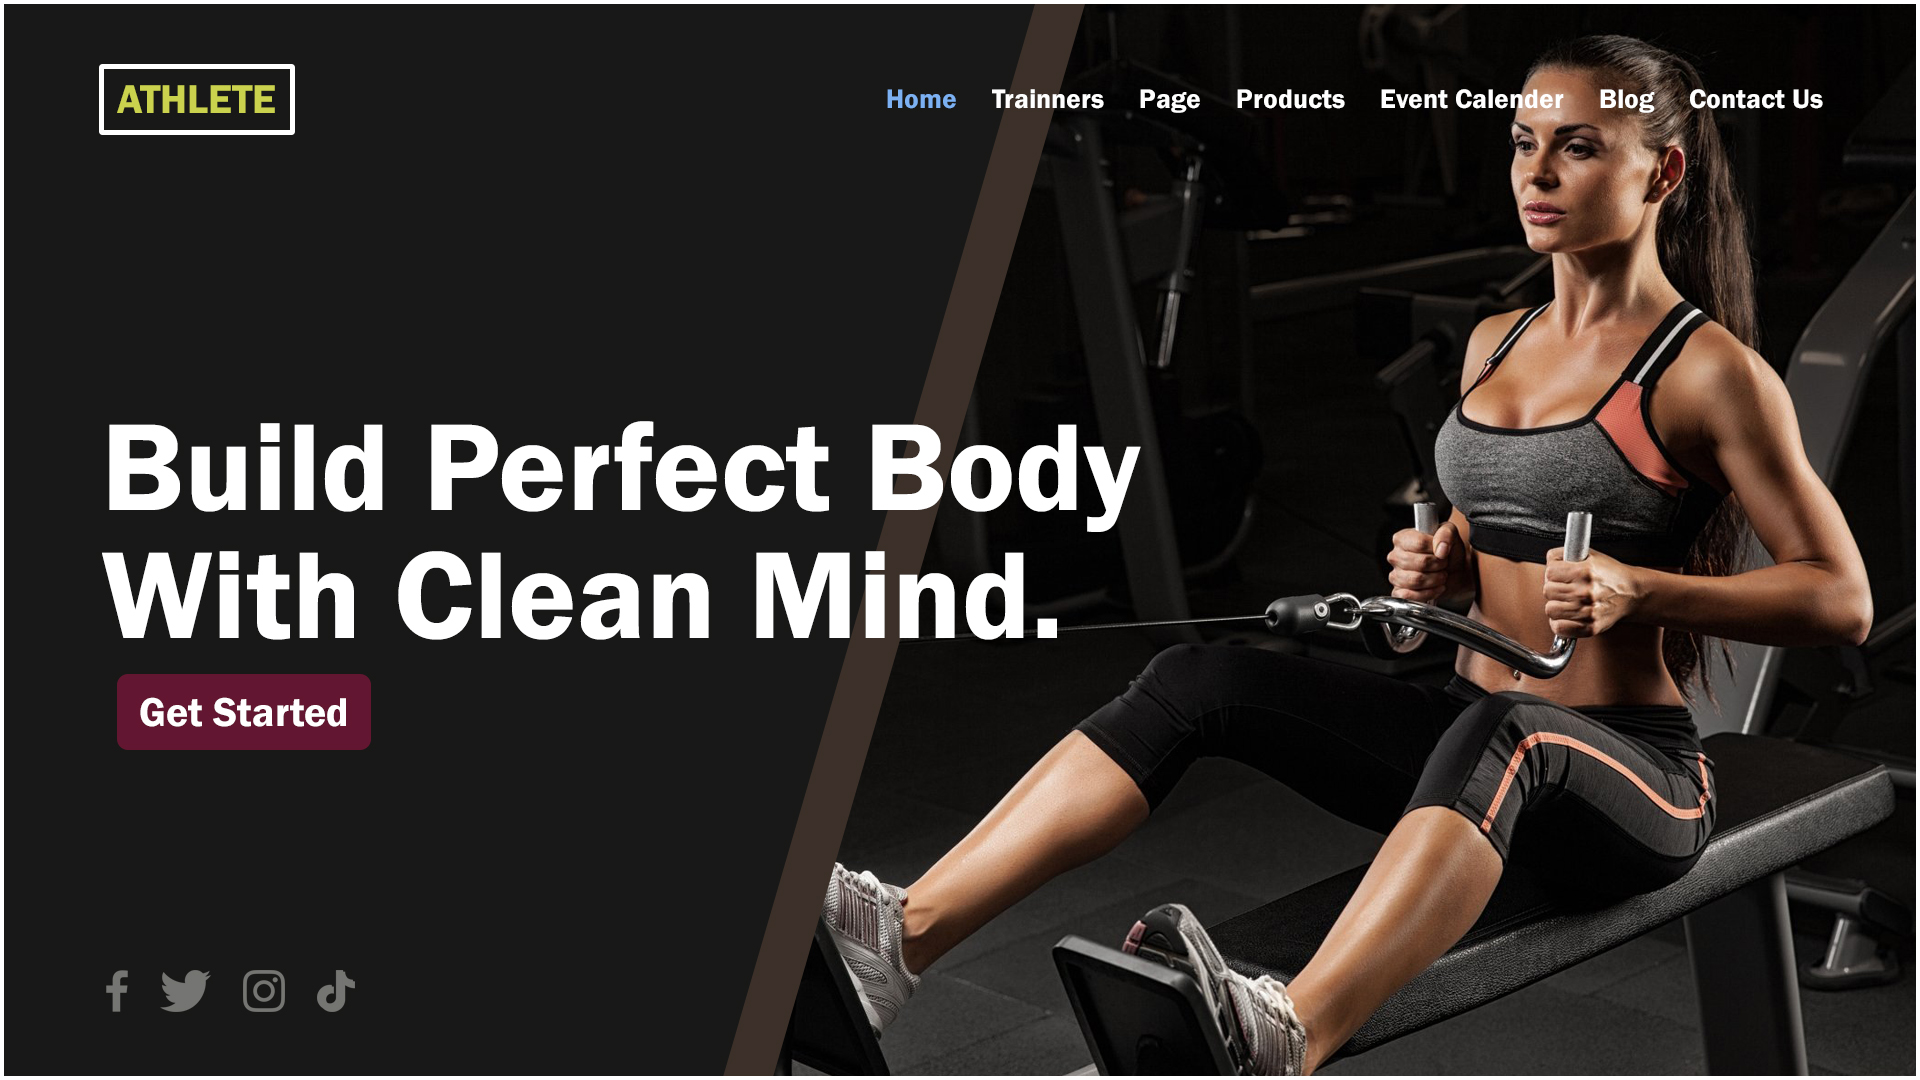 ATHLETE
Home Trainners Page Products Event Calender Blog Contact Us
Build Perfect Body
With Clean Mind.
Get Started